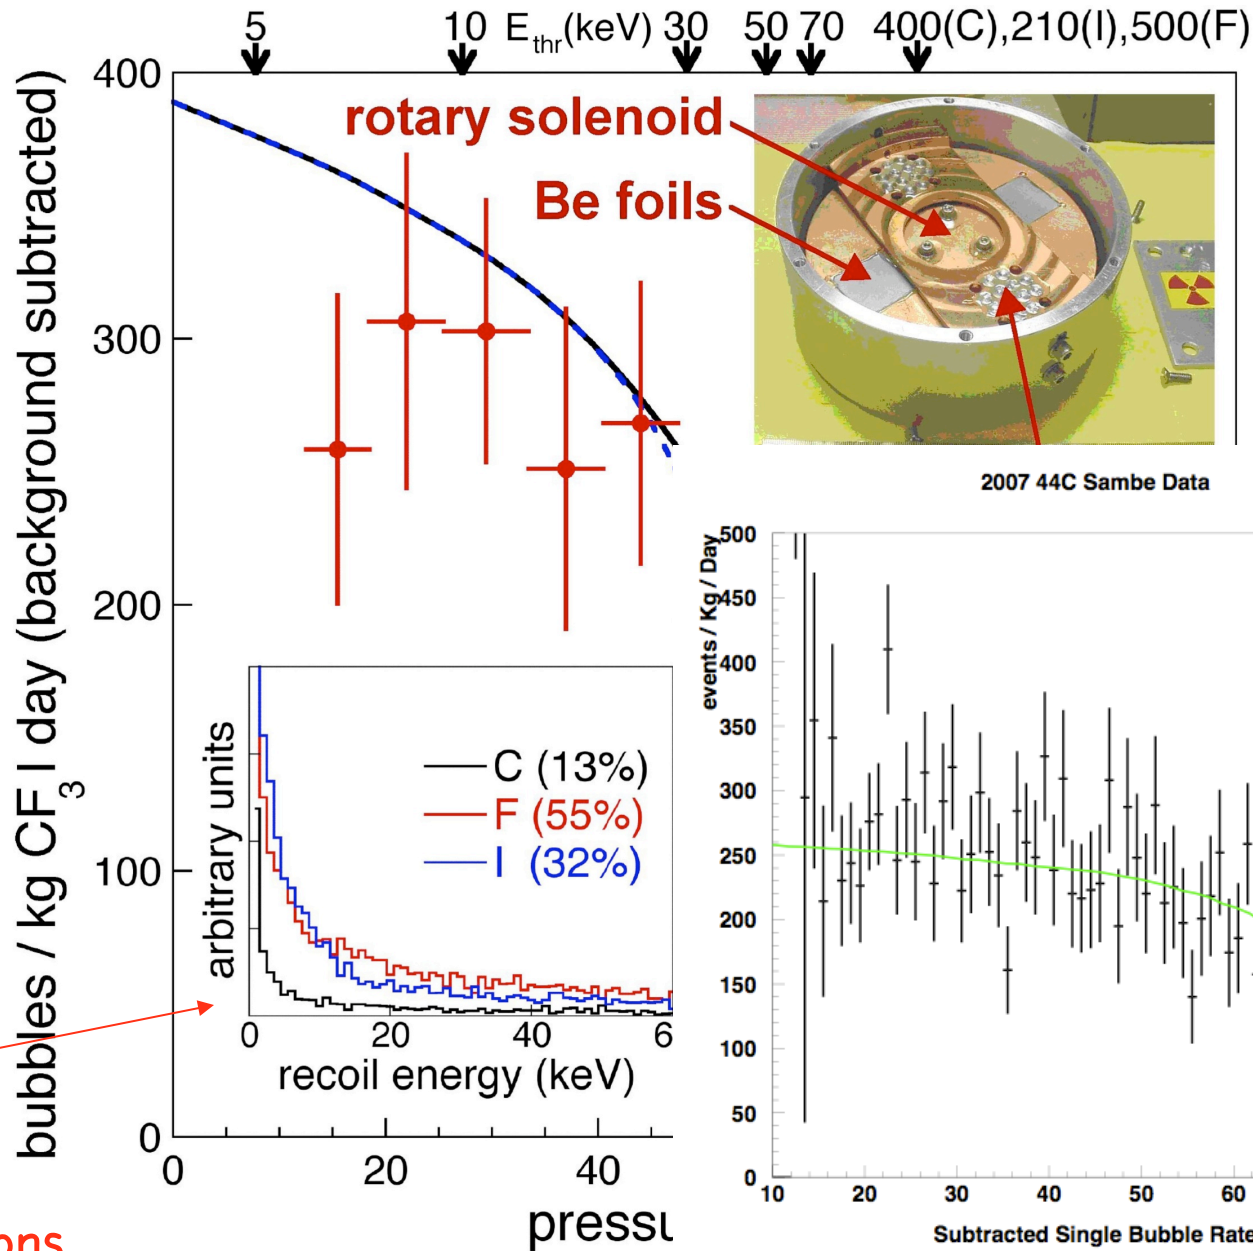 5 10 E_thr(keV) 30 50 70 400(C),210(I),500(F)
bubbles / kg CF_3 I day (background subtracted)
400
300
200
100
0
rotary solenoid
Be foils
arbitrary units
C (13%)
F (55%)
I (32%)
0 20 40 6
recoil energy (keV)
0 20 40
pressu
ons
2007 44C Sambe Data
events / Kg / Day
500
450
400
350
300
250
200
150
100
50
0
10 20 30 40 50 60
Subtracted Single Bubble Rate